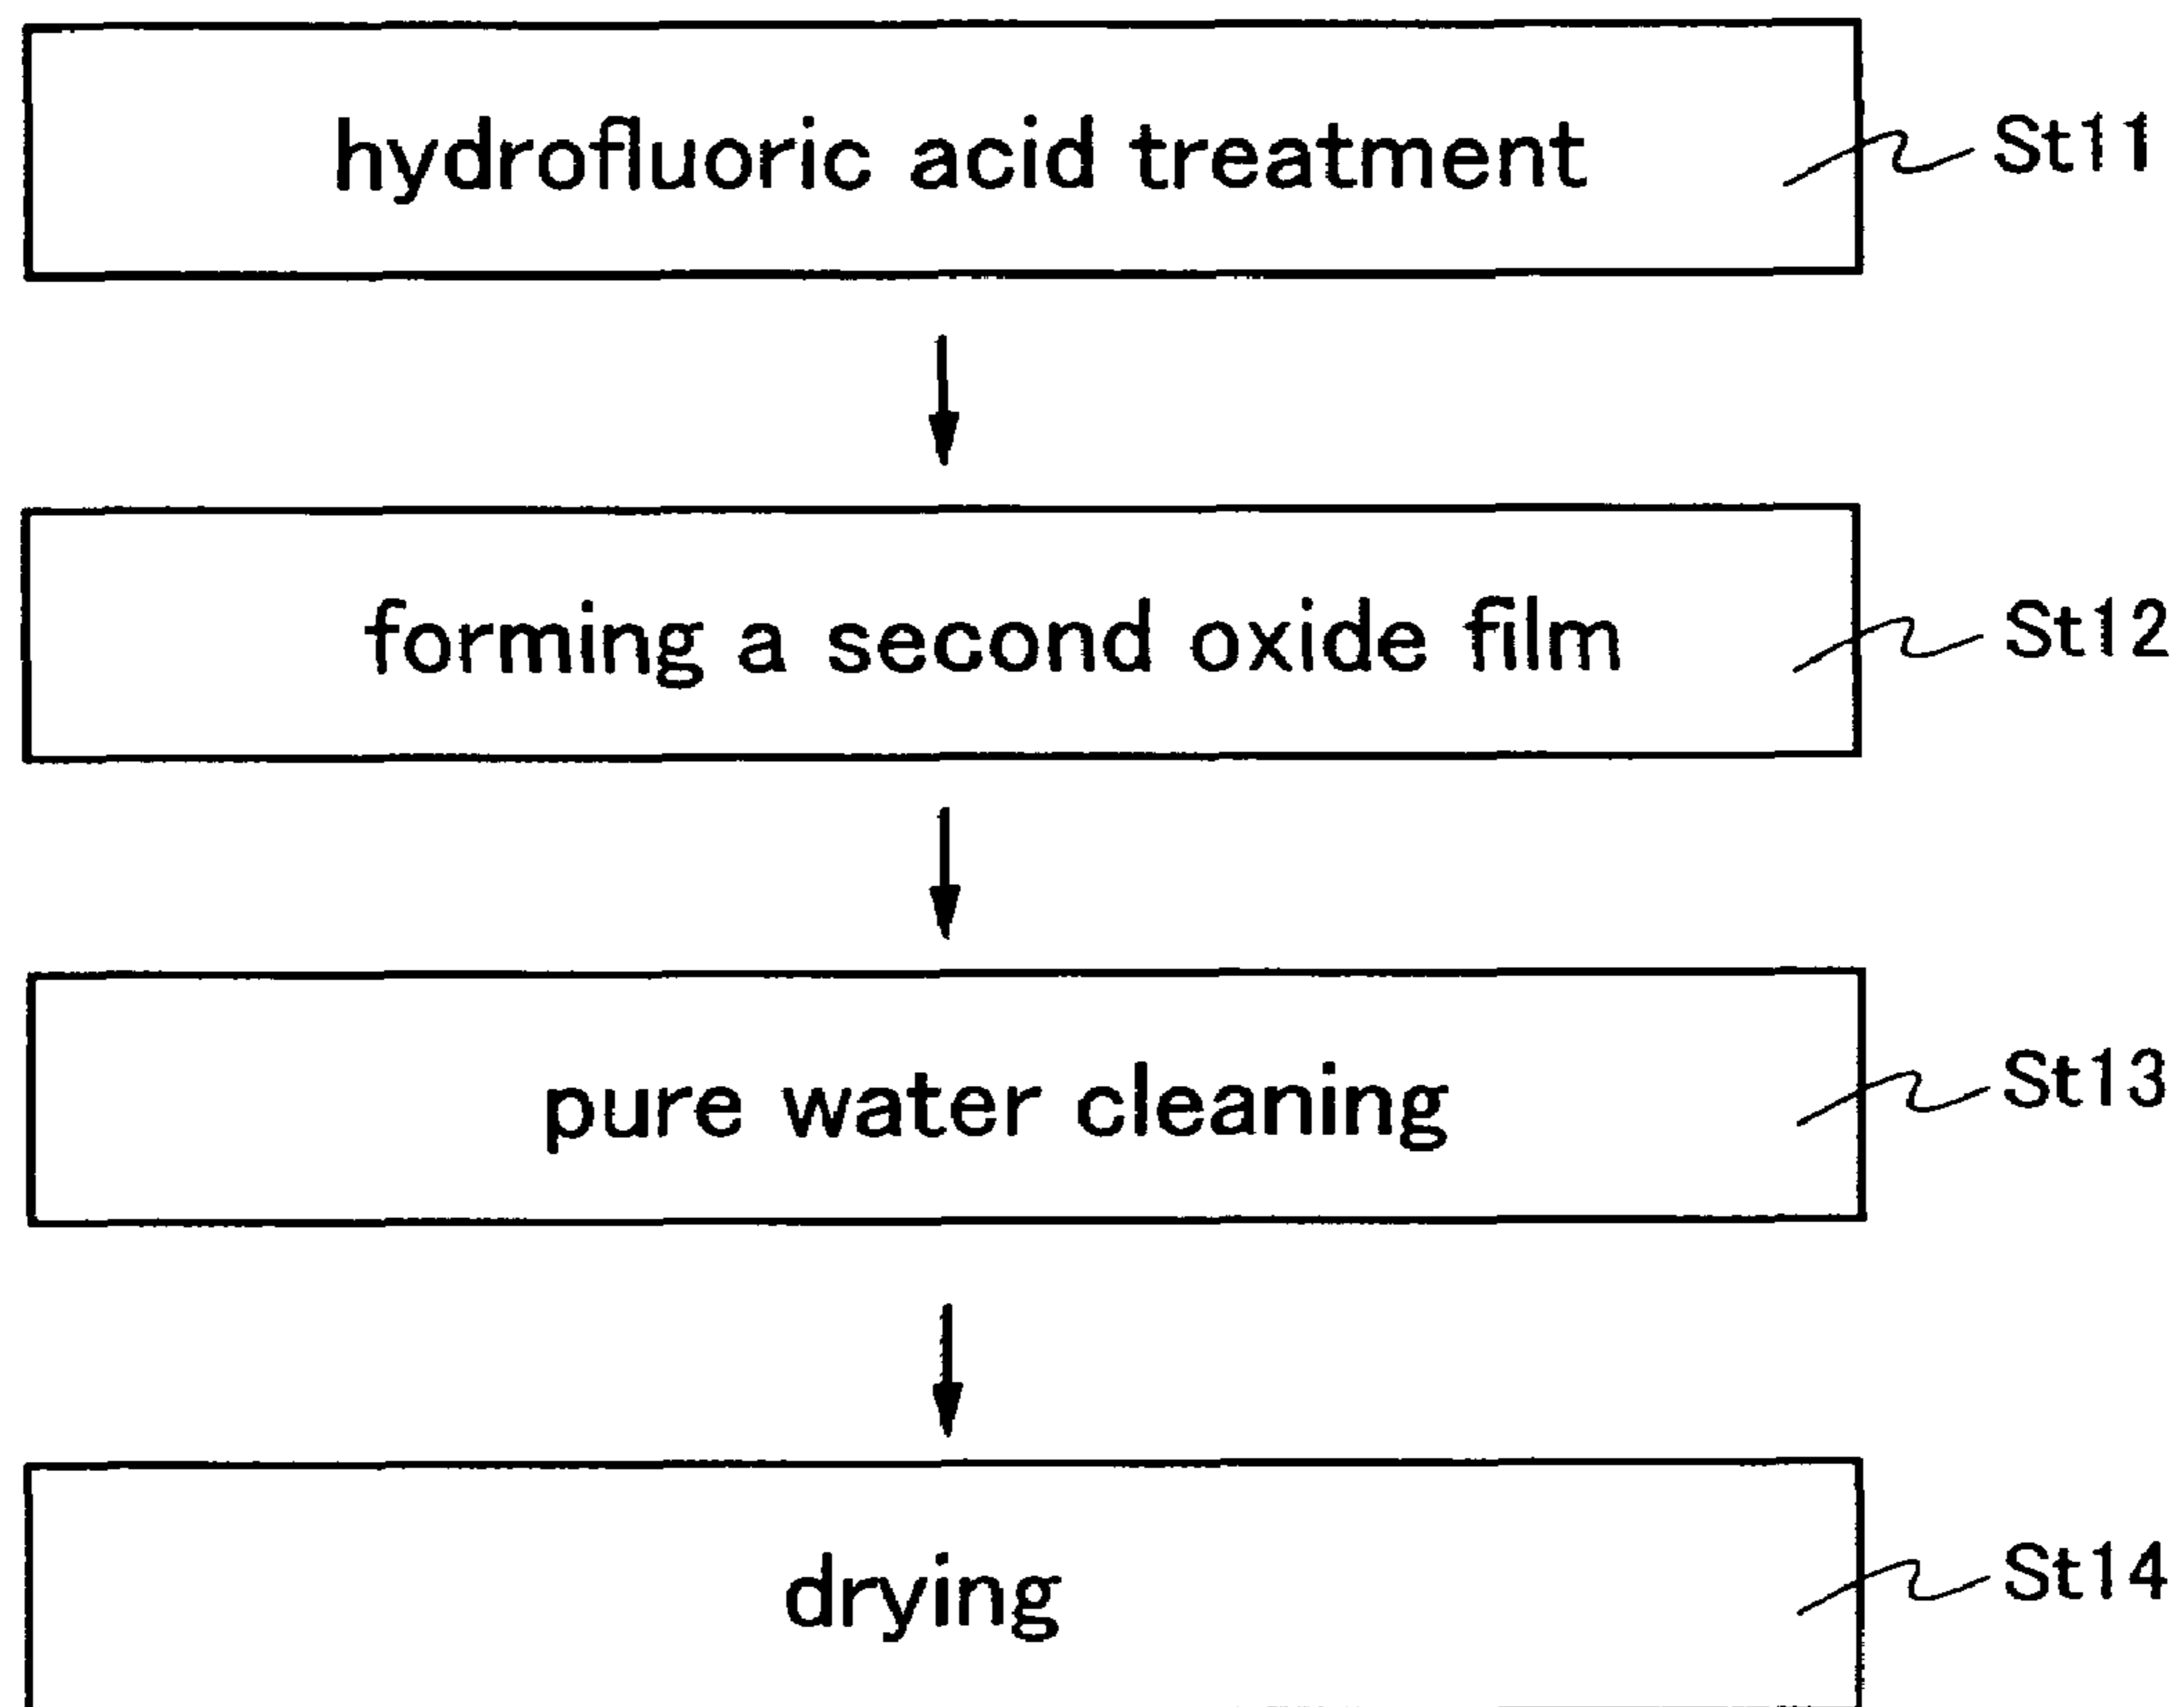 hydrofluoric acid treatment St11
forming a second oxide film St12
pure water cleaning St13
drying St14